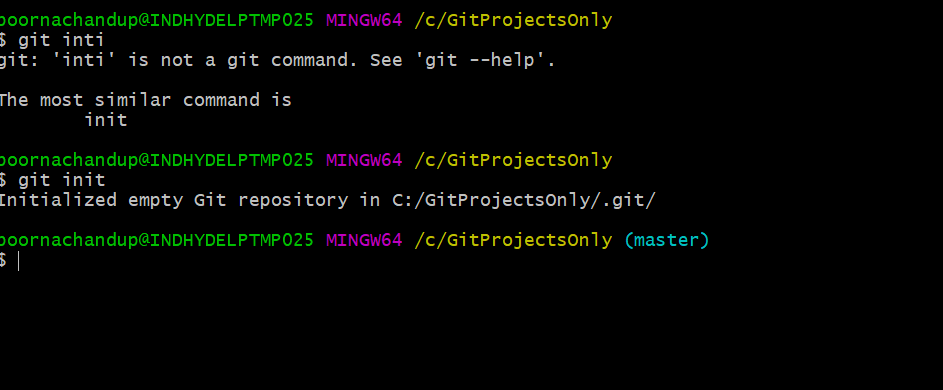 poornachandup@INDHYDELPTMP025 MINGW64 /c/GitProjectsOnly
$ git inti
git: 'inti' is not a git command. See 'git --help'.
The most similar command is
        init
poornachandup@INDHYDELPTMP025 MINGW64 /c/GitProjectsOnly
$ git init
Initialized empty Git repository in C:/GitProjectsOnly/.git/
poornachandup@INDHYDELPTMP025 MINGW64 /c/GitProjectsOnly (master)
$